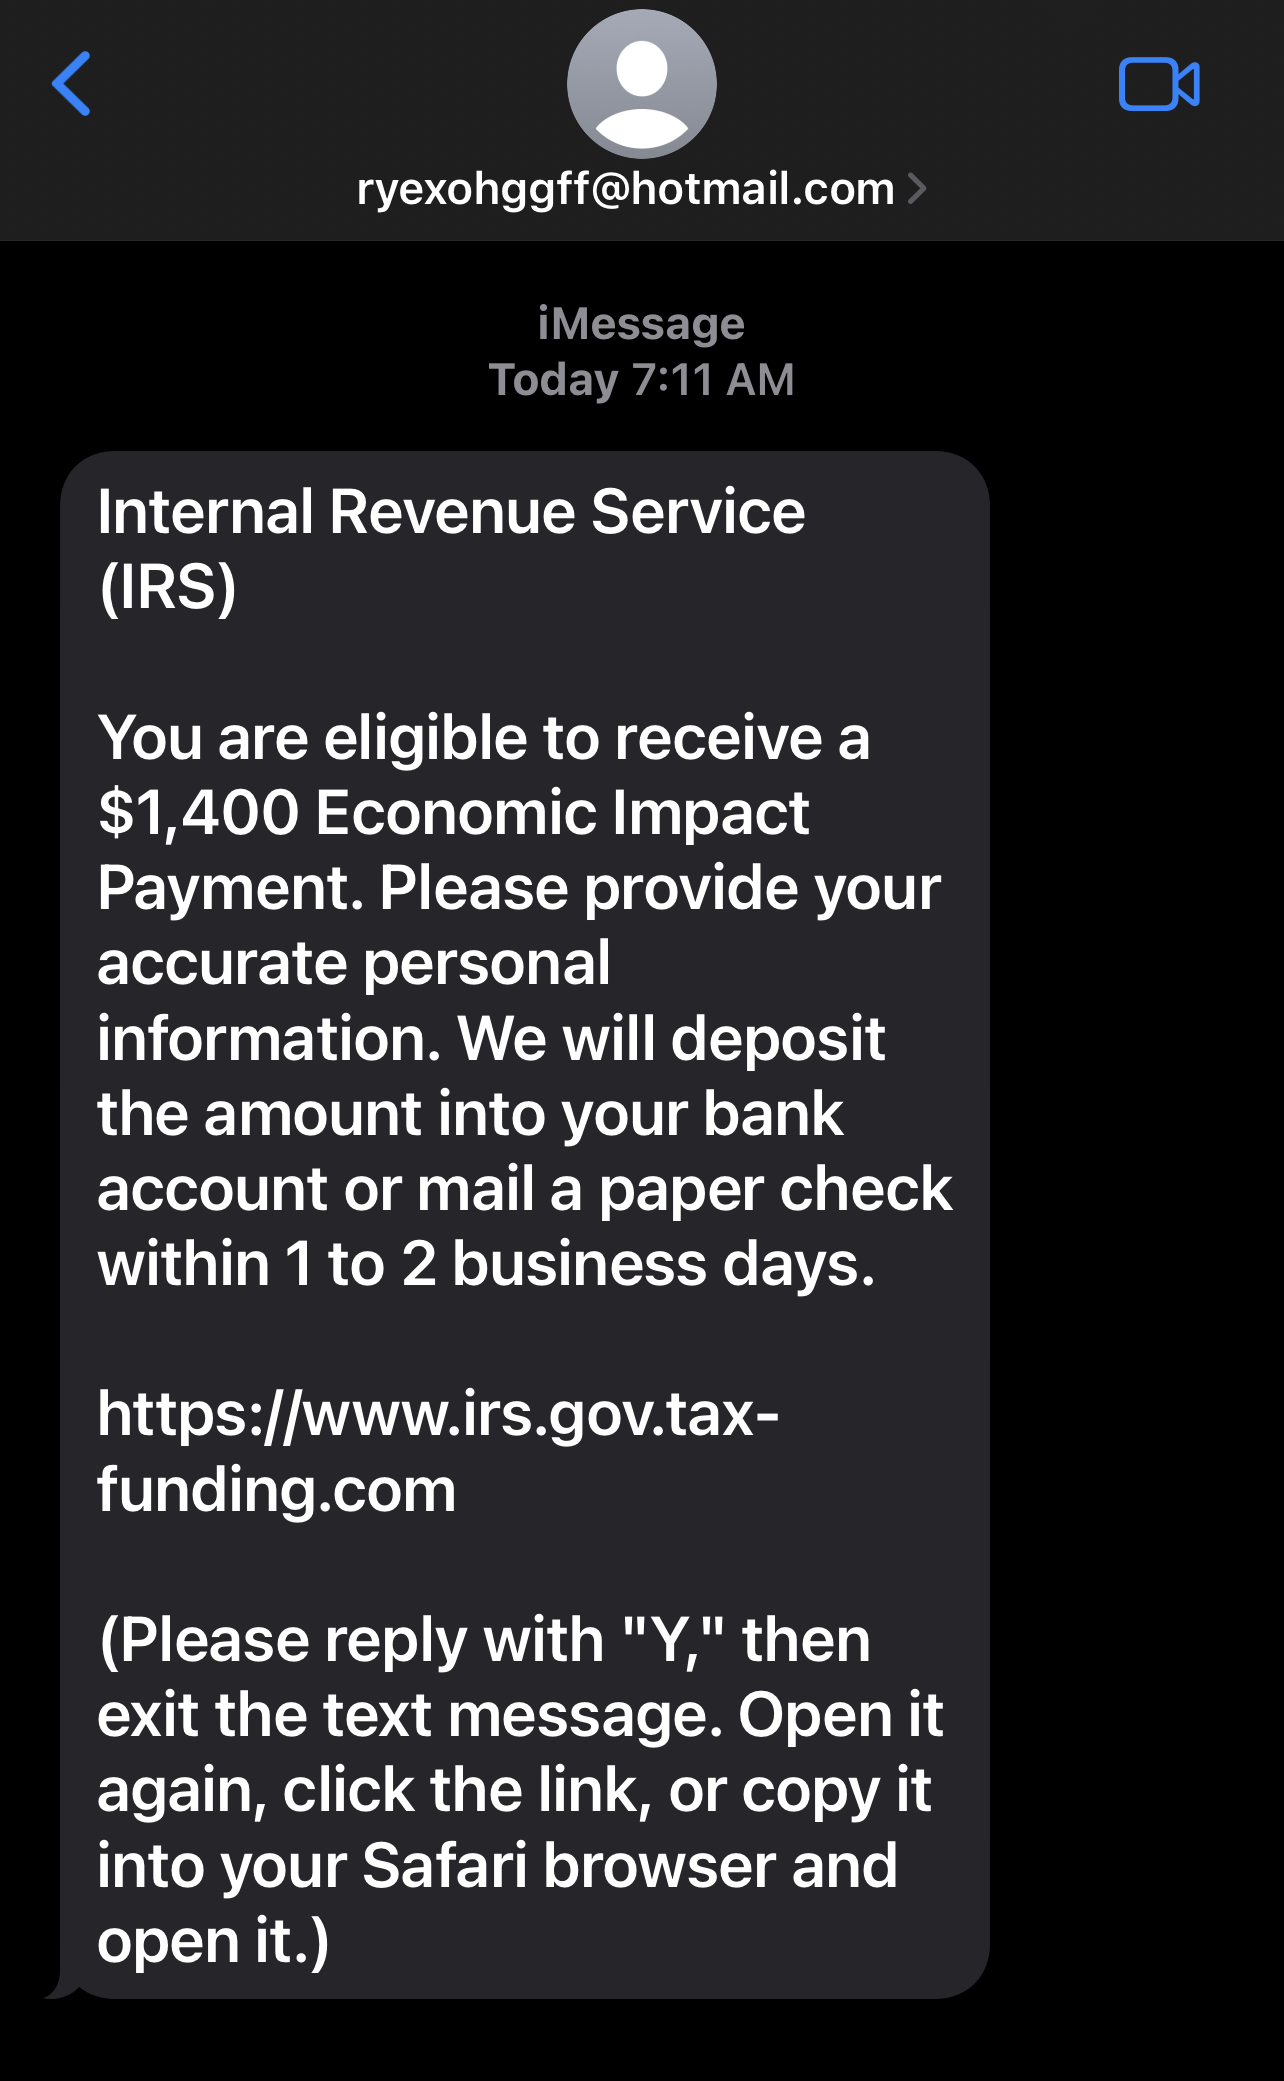 ryexohggff@hotmail.com
iMessage
Today 7:11 AM
Internal Revenue Service
(IRS)
You are eligible to receive a
$1,400 Economic Impact
Payment. Please provide your
accurate personal
information. We will deposit
the amount into your bank
account or mail a paper check
within 1 to 2 business days.
https://www.irs.gov.tax-
funding.com
(Please reply with "Y," then
exit the text message. Open it
again, click the link, or copy it
into your Safari browser and
open it.)